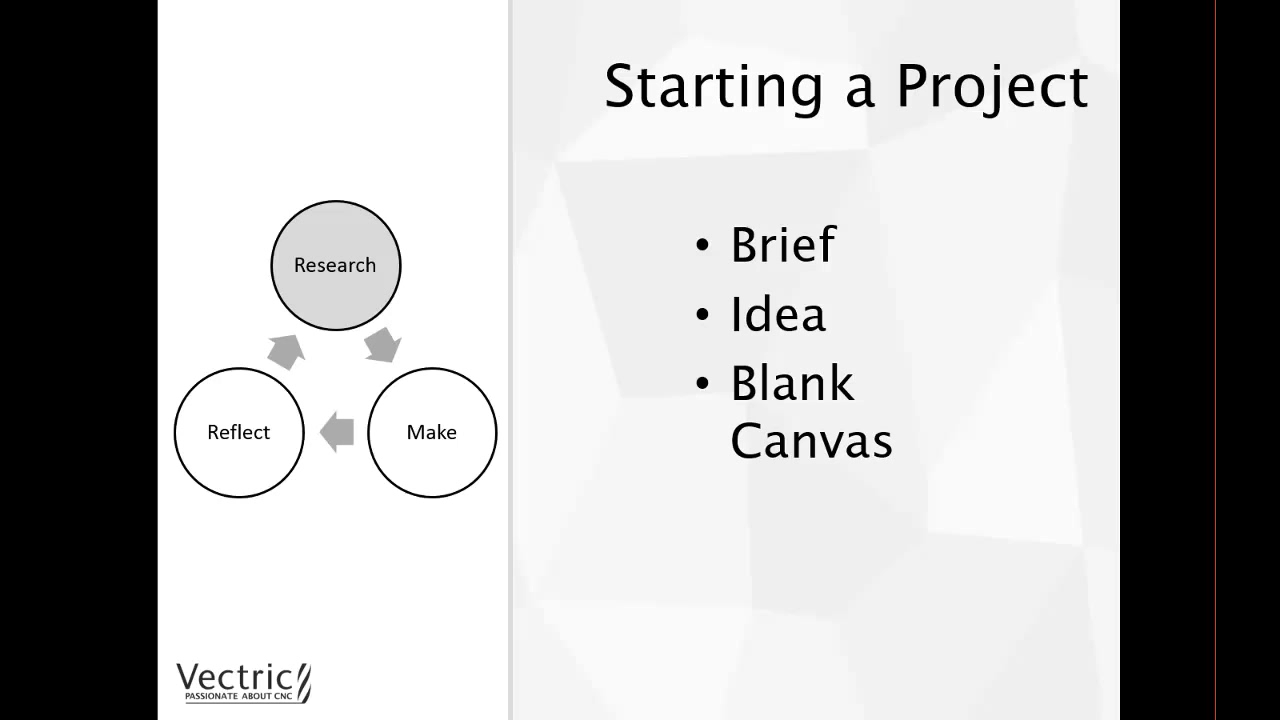 Starting a Project
Research
Reflect
Make
• Brief
• Idea
• Blank
Canvas
Vectric
PASSIONATE ABOUT CNC